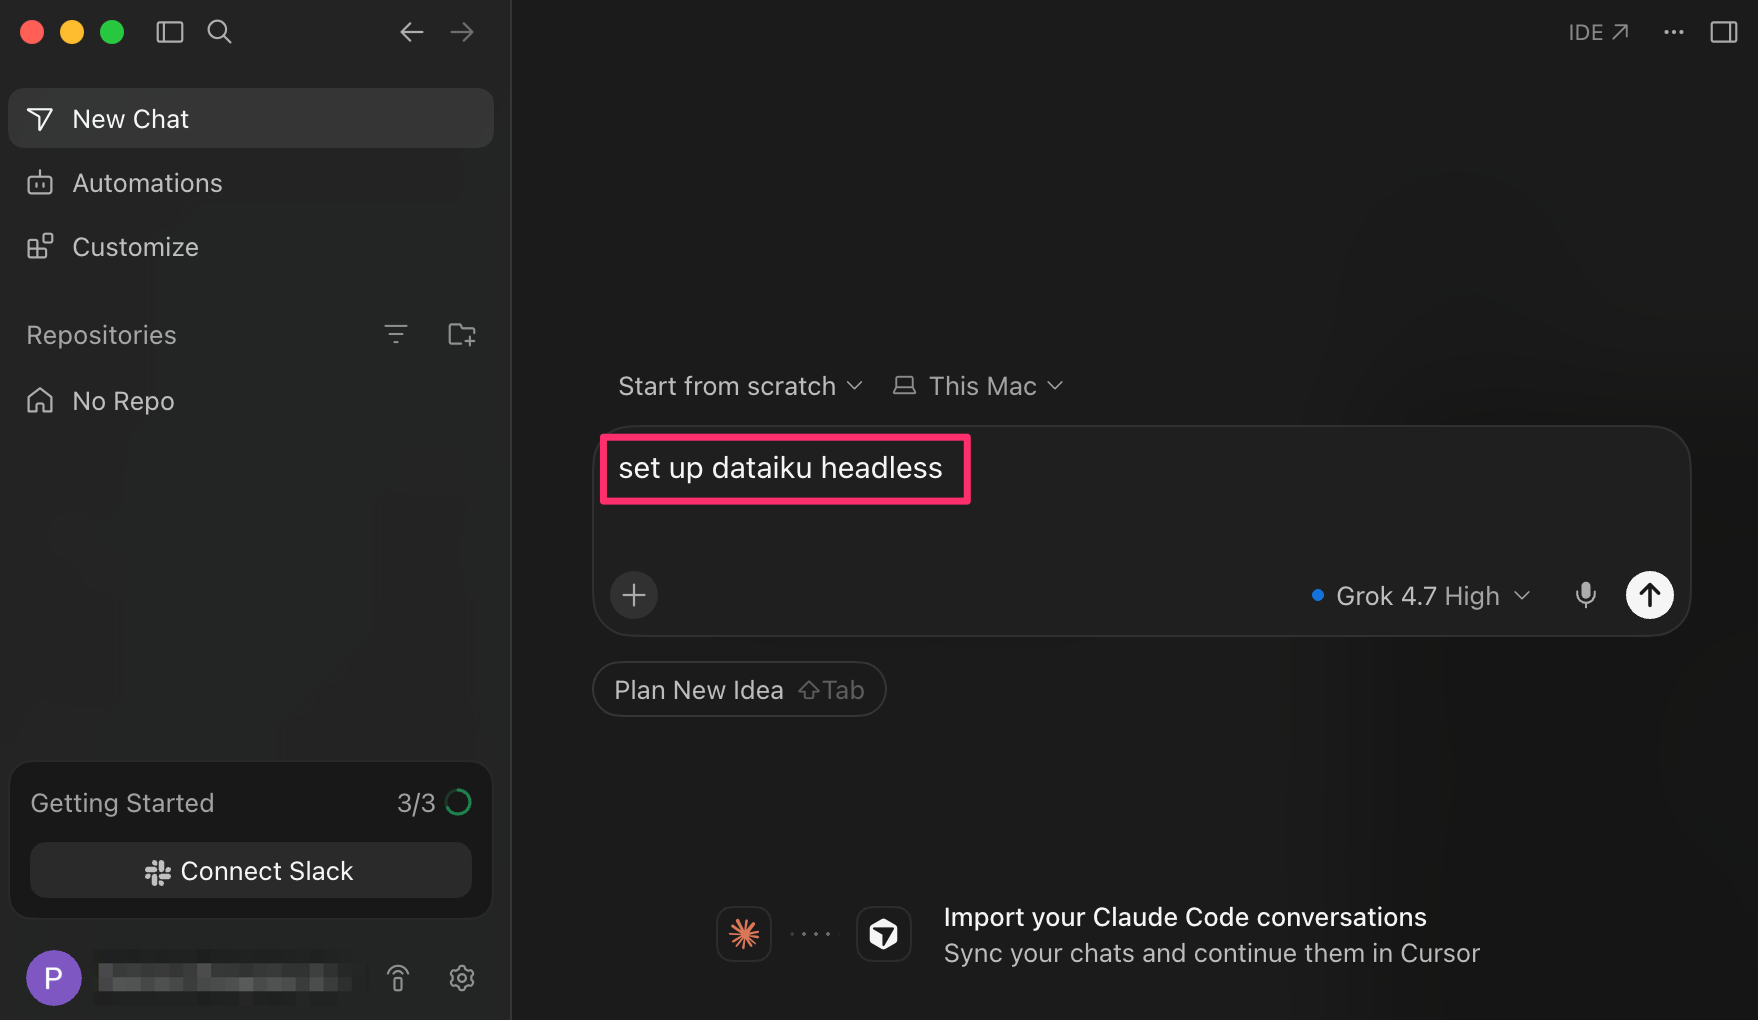 IDE
New Chat
Automations
Customize
Repositories
No Repo
Start from scratch
This Mac
set up dataiku headless
Grok 4.7 High
Plan New Idea ⇧Tab
Getting Started 3/3
Connect Slack
Import your Claude Code conversations
Sync your chats and continue them in Cursor
P